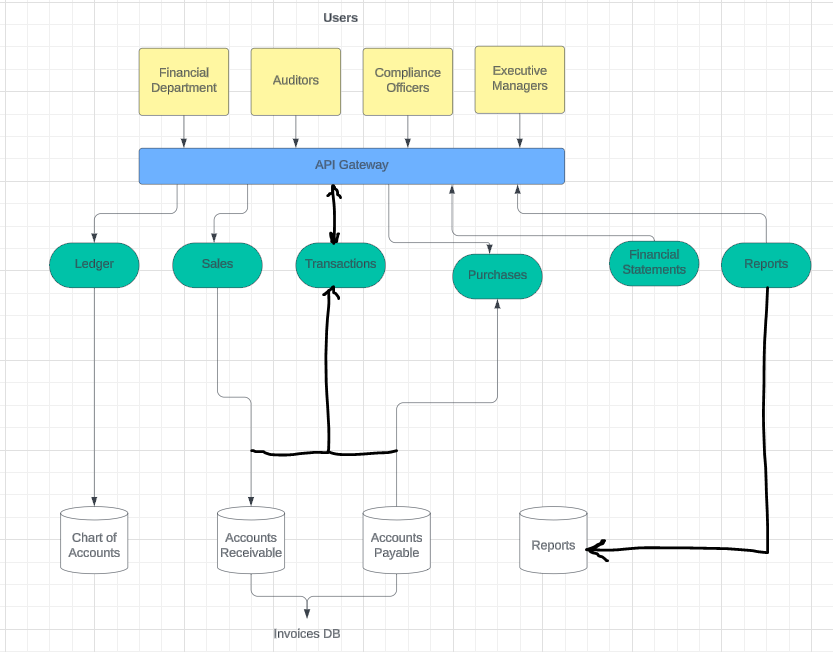 Users
Financial
Department
Auditors
Compliance
Officers
Executive
Managers
API Gateway
Ledger
Sales
Transactions
Purchases
Financial
Statements
Reports
Chart of
Accounts
Accounts
Receivable
Accounts
Payable
Reports
Invoices DB